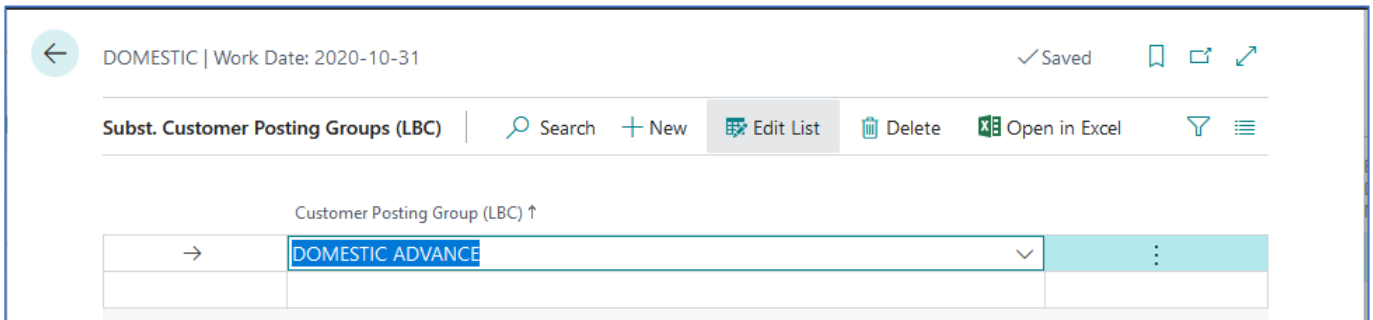 DOMESTIC | Work Date: 2020-10-31
Saved
Subst. Customer Posting Groups (LBC)
Search
New
Edit List
Delete
Open in Excel
Customer Posting Group (LBC) ↑
DOMESTIC ADVANCE